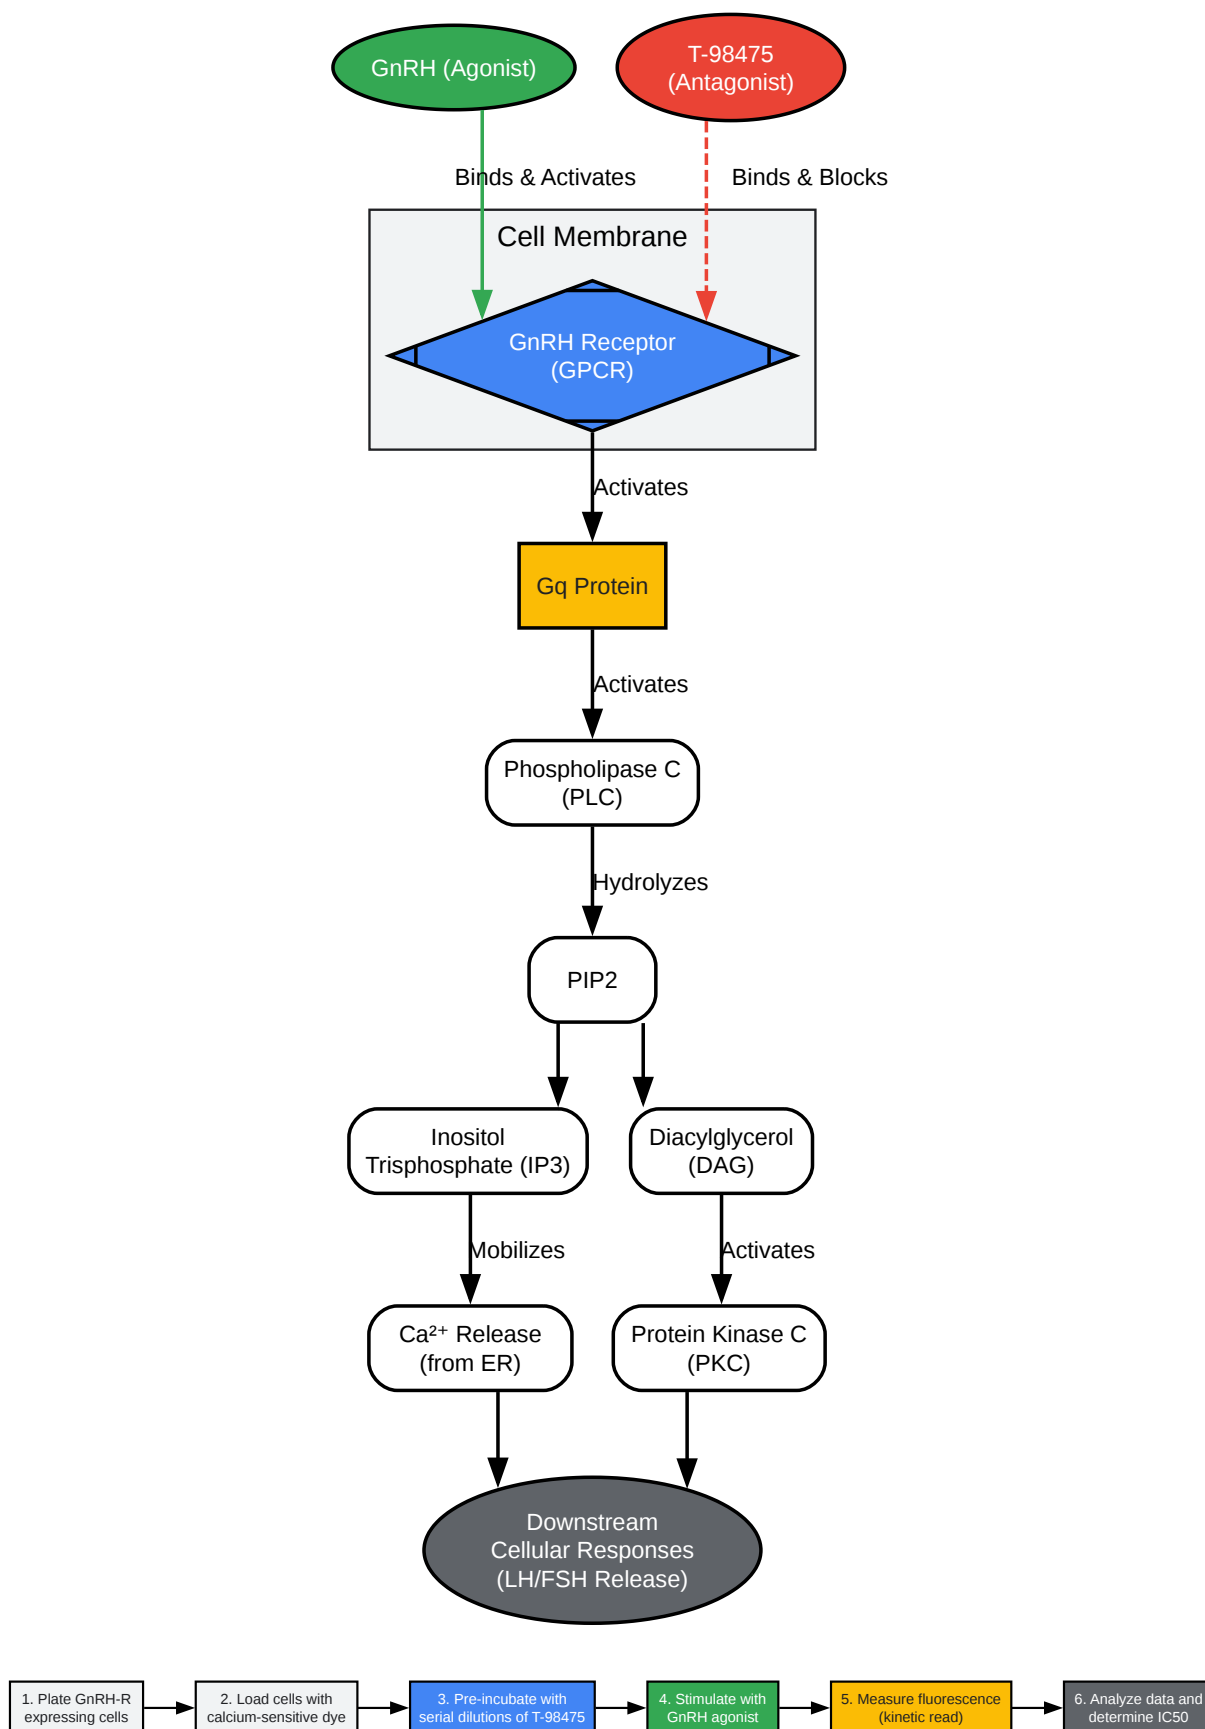 GnRH (Agonist)
T-98475
(Antagonist)
Binds & Activates
Binds & Blocks
Cell Membrane
GnRH Receptor
(GPCR)
Activates
Gq Protein
Activates
Phospholipase C
(PLC)
Hydrolyzes
PIP2
Inositol
Trisphosphate (IP3)
Diacylglycerol
(DAG)
Mobilizes
Activates
Ca²⁺ Release
(from ER)
Protein Kinase C
(PKC)
Downstream
Cellular Responses
(LH/FSH Release)
1. Plate GnRH-R
expressing cells
2. Load cells with
calcium-sensitive dye
3. Pre-incubate with
serial dilutions of T-98475
4. Stimulate with
GnRH agonist
5. Measure fluorescence
(kinetic read)
6. Analyze data and
determine IC50